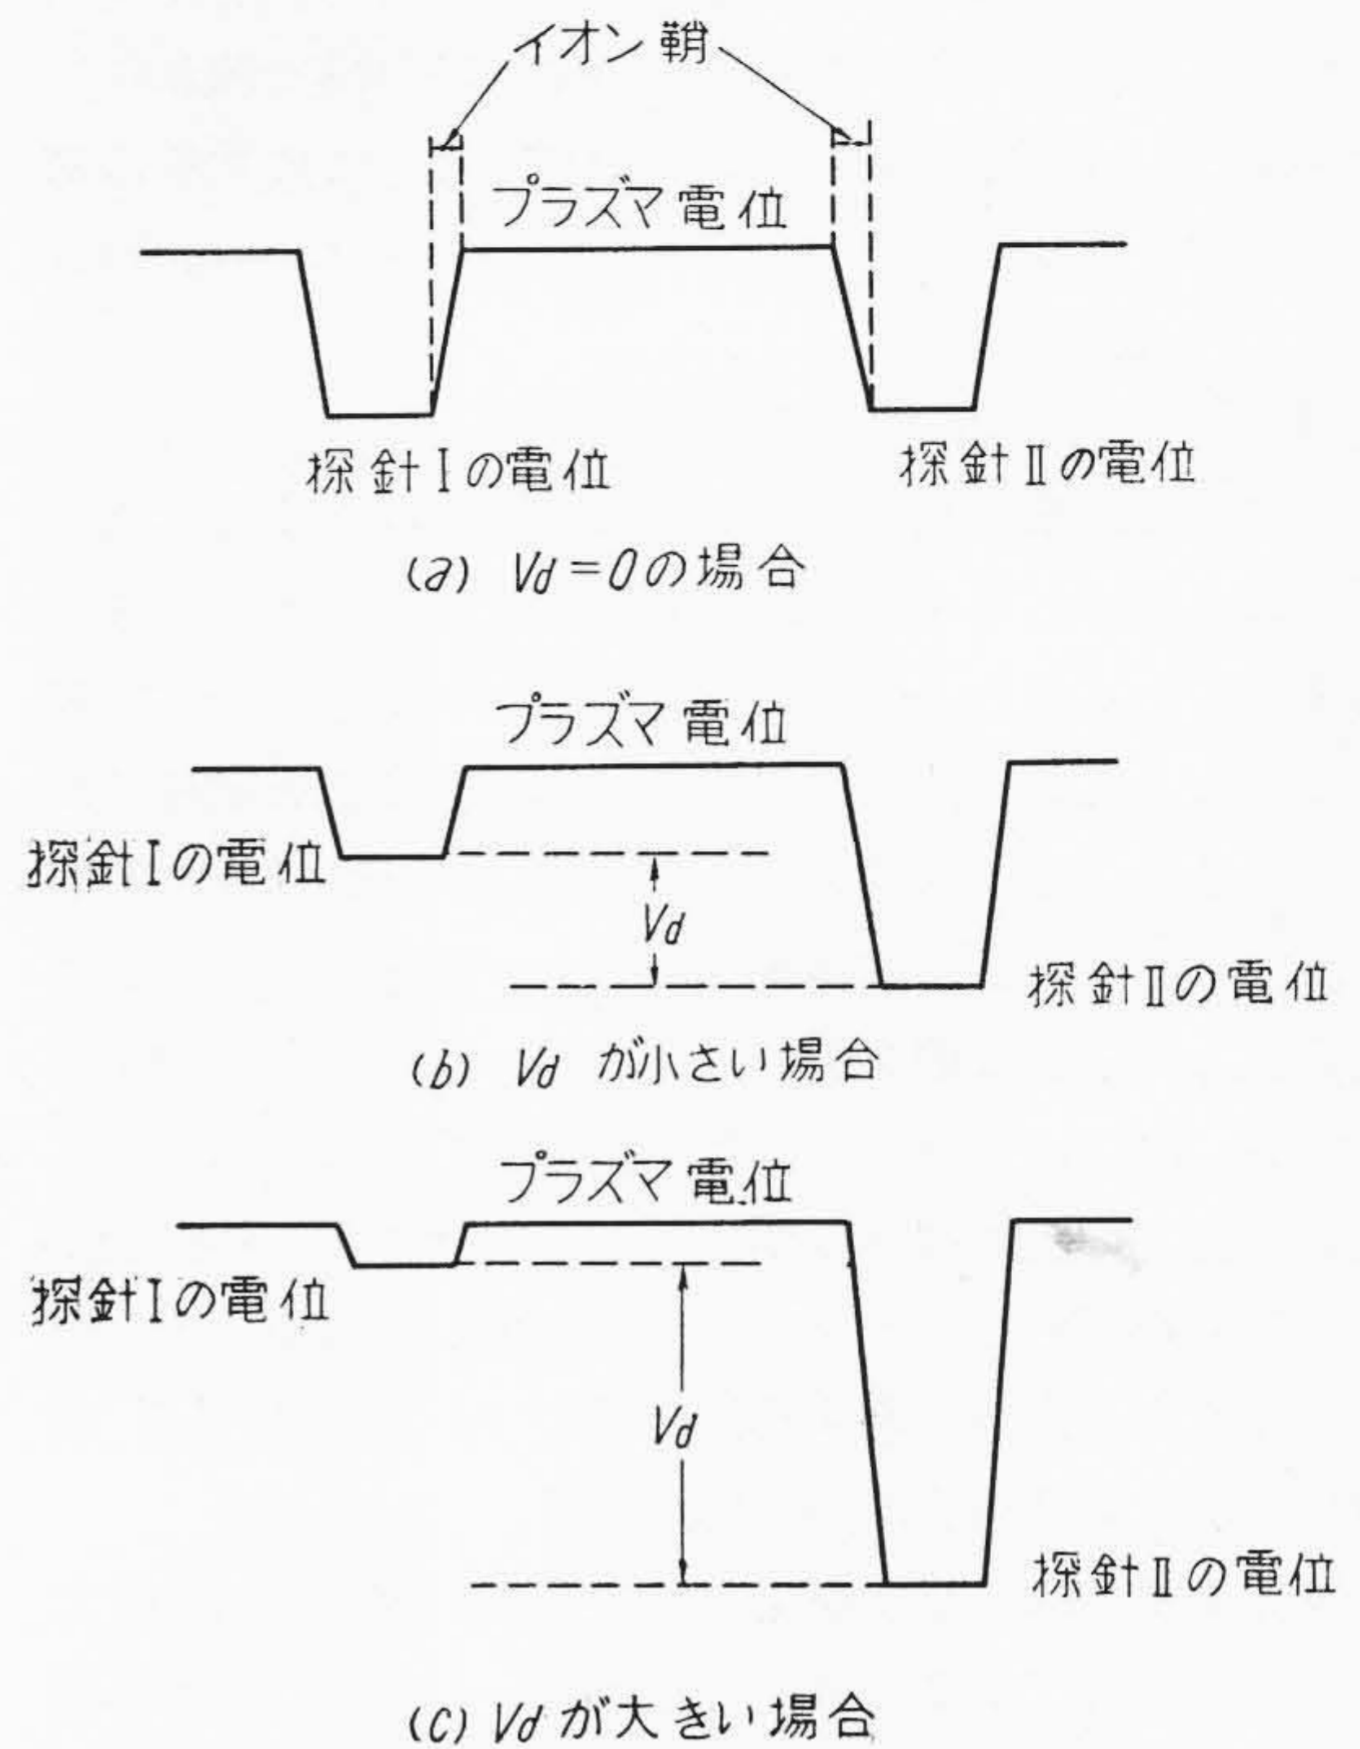 イオン鞘
プラズマ電位
探針Ⅰの電位
探針Ⅱの電位
(a) Vd=0の場合
プラズマ電位
探針Ⅰの電位
Vd
探針Ⅱの電位
(b) Vd が小さい場合
プラズマ電位
探針Ⅰの電位
Vd
探針Ⅱの電位
(c) Vdが大きい場合